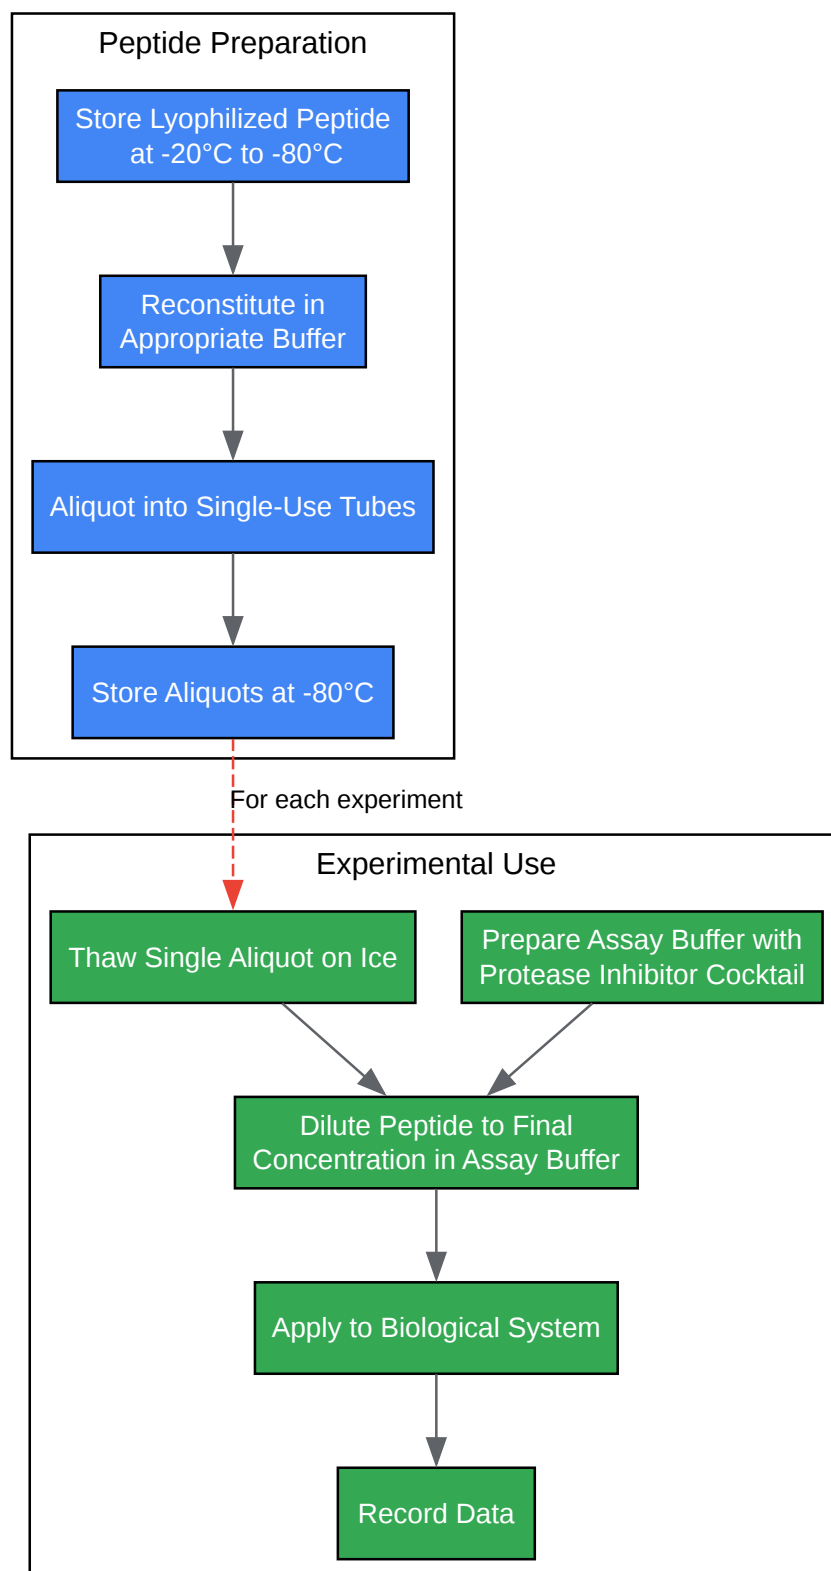 Peptide Preparation
Store Lyophilized Peptide
at -20°C to -80°C
Reconstitute in
Appropriate Buffer
Aliquot into Single-Use Tubes
Store Aliquots at -80°C
For each experiment
Experimental Use
Thaw Single Aliquot on Ice
Prepare Assay Buffer with
Protease Inhibitor Cocktail
Dilute Peptide to Final
Concentration in Assay Buffer
Apply to Biological System
Record Data